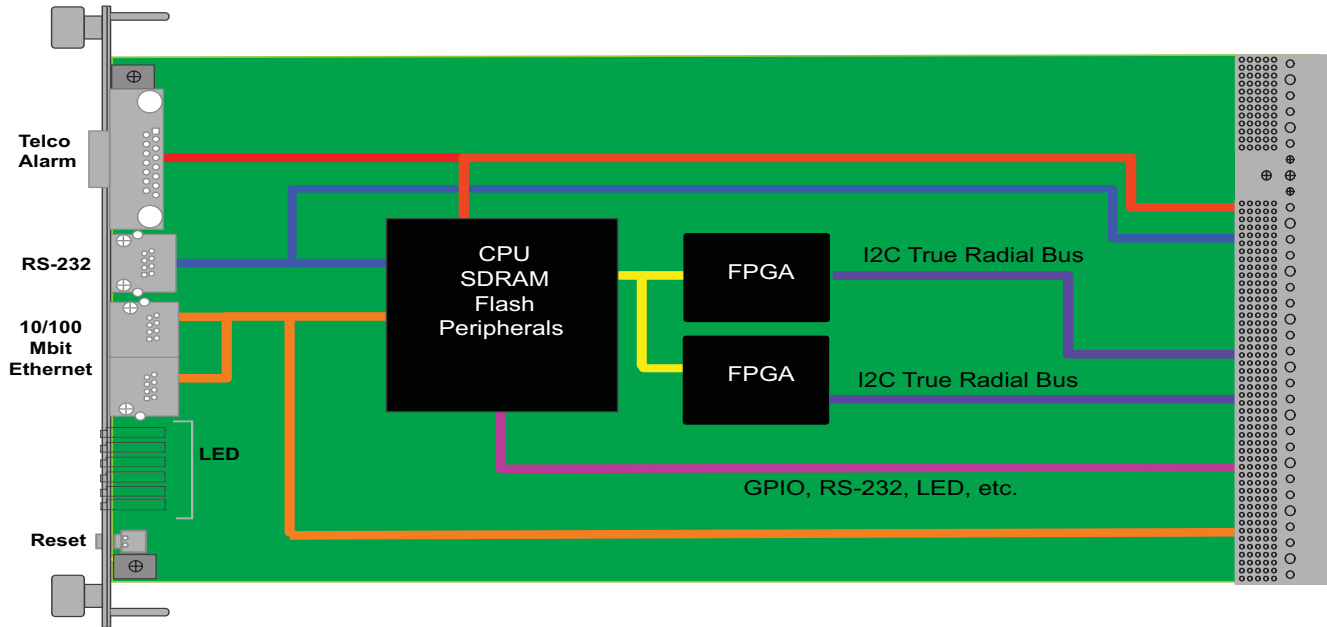 Telco
Alarm
RS-232
10/100
Mbit
Ethernet
LED
Reset
CPU
SDRAM
Flash
Peripherals
FPGA
I2C True Radial Bus
FPGA
I2C True Radial Bus
GPIO, RS-232, LED, etc.